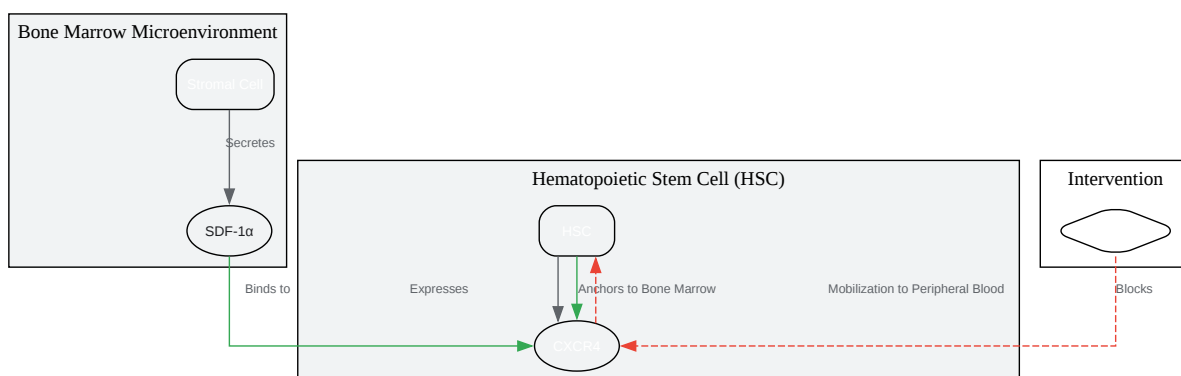 Bone Marrow Microenvironment
Stromal Cell
Secretes
Hematopoietic Stem Cell (HSC)
Intervention
SDF-1α
HSC
Binds to
Expresses
Anchors to Bone Marrow
Mobilization to Peripheral Blood
Blocks
CXCR4